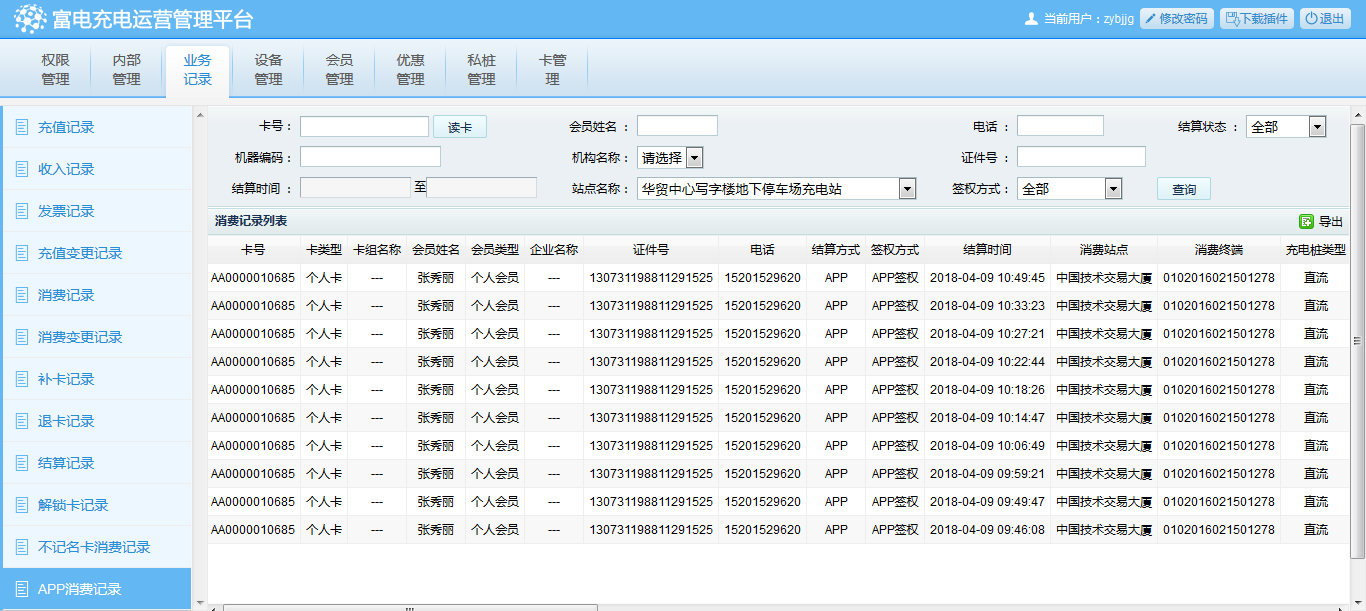 富电充电运营管理平台
当前用户：zybjjg 修改密码 下载插件 退出
权限管理 内部管理 业务记录 设备管理 会员管理 优惠管理 私桩管理 卡管理
充值记录
收入记录
发票记录
充值变更记录
消费记录
消费变更记录
补卡记录
退卡记录
结算记录
解锁卡记录
不记名卡消费记录
APP消费记录
卡号： 读卡 会员姓名： 电话： 结算状态： 全部
机器编码： 机构名称： 请选择 证件号：
结算时间： 至 站点名称： 华贸中心写字楼地下停车场充电站 签权方式： 全部 查询
消费记录列表 导出
卡号 卡类型 卡组名称 会员姓名 会员类型 企业名称 证件号 电话 结算方式 签权方式 结算时间 消费站点 消费终端 充电桩类型
AA0000010685 个人卡 --- 张秀丽 个人会员 --- 130731198811291525 15201529620 APP APP签权 2018-04-09 10:49:45 中国技术交易大厦 0102016021501278 直流
AA0000010685 个人卡 --- 张秀丽 个人会员 --- 130731198811291525 15201529620 APP APP签权 2018-04-09 10:33:23 中国技术交易大厦 0102016021501278 直流
AA0000010685 个人卡 --- 张秀丽 个人会员 --- 130731198811291525 15201529620 APP APP签权 2018-04-09 10:27:21 中国技术交易大厦 0102016021501278 直流
AA0000010685 个人卡 --- 张秀丽 个人会员 --- 130731198811291525 15201529620 APP APP签权 2018-04-09 10:22:44 中国技术交易大厦 0102016021501278 直流
AA0000010685 个人卡 --- 张秀丽 个人会员 --- 130731198811291525 15201529620 APP APP签权 2018-04-09 10:18:26 中国技术交易大厦 0102016021501278 直流
AA0000010685 个人卡 --- 张秀丽 个人会员 --- 130731198811291525 15201529620 APP APP签权 2018-04-09 10:14:47 中国技术交易大厦 0102016021501278 直流
AA0000010685 个人卡 --- 张秀丽 个人会员 --- 130731198811291525 15201529620 APP APP签权 2018-04-09 10:06:49 中国技术交易大厦 0102016021501278 直流
AA0000010685 个人卡 --- 张秀丽 个人会员 --- 130731198811291525 15201529620 APP APP签权 2018-04-09 09:59:21 中国技术交易大厦 0102016021501278 直流
AA0000010685 个人卡 --- 张秀丽 个人会员 --- 130731198811291525 15201529620 APP APP签权 2018-04-09 09:49:47 中国技术交易大厦 0102016021501278 直流
AA0000010685 个人卡 --- 张秀丽 个人会员 --- 130731198811291525 15201529620 APP APP签权 2018-04-09 09:46:08 中国技术交易大厦 0102016021501278 直流